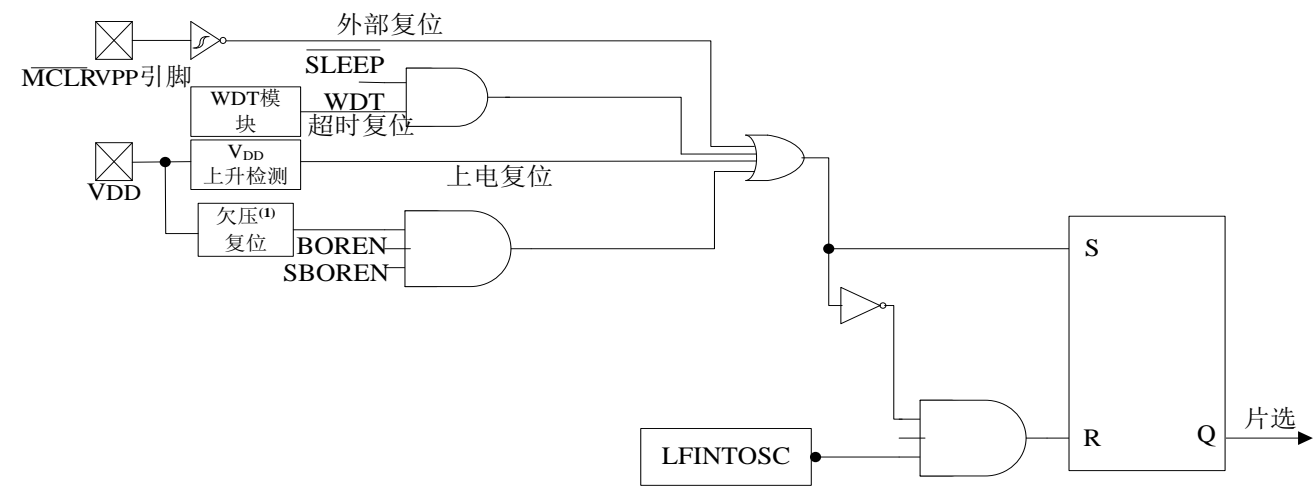 外部复位
SLEEP
MCLRVPP引脚
WDT模
块
WDT
超时复位
VDD
上升检测
上电复位
VDD
欠压(1)
复位
BOREN
SBOREN
S
片选
LFINTOSC
R
Q